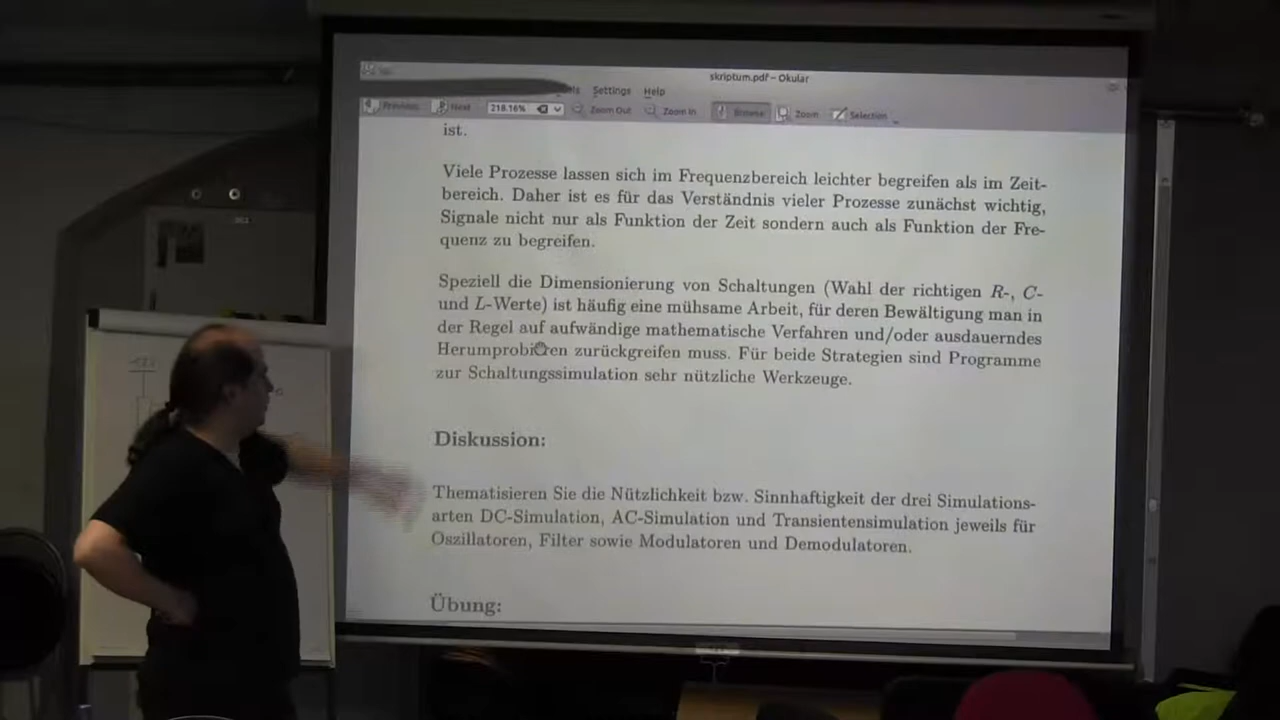 skriptum.pdf – Okular
Settings Help
Previous Next 218.16% Zoom Out Zoom In Browse Zoom Selection
ist.
Viele Prozesse lassen sich im Frequenzbereich leichter begreifen als im Zeit-
bereich. Daher ist es für das Verständnis vieler Prozesse zunächst wichtig,
Signale nicht nur als Funktion der Zeit sondern auch als Funktion der Fre-
quenz zu begreifen.
Speziell die Dimensionierung von Schaltungen (Wahl der richtigen R-, C-
und L-Werte) ist häufig eine mühsame Arbeit, für deren Bewältigung man in
der Regel auf aufwändige mathematische Verfahren und/oder ausdauerndes
Herumprobieren zurückgreifen muss. Für beide Strategien sind Programme
zur Schaltungssimulation sehr nützliche Werkzeuge.
Diskussion:
Thematisieren Sie die Nützlichkeit bzw. Sinnhaftigkeit der drei Simulations-
arten DC-Simulation, AC-Simulation und Transientensimulation jeweils für
Oszillatoren, Filter sowie Modulatoren und Demodulatoren.
Übung: